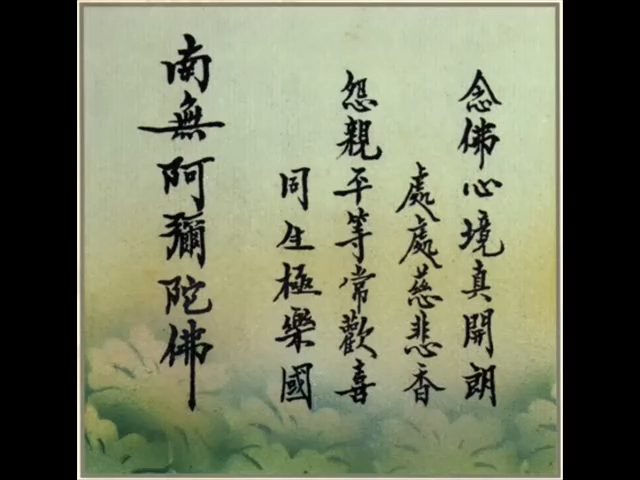 念佛心境真開朗
處處慈悲香
怨親平等常歡喜
同生極樂國
南無阿彌陀佛